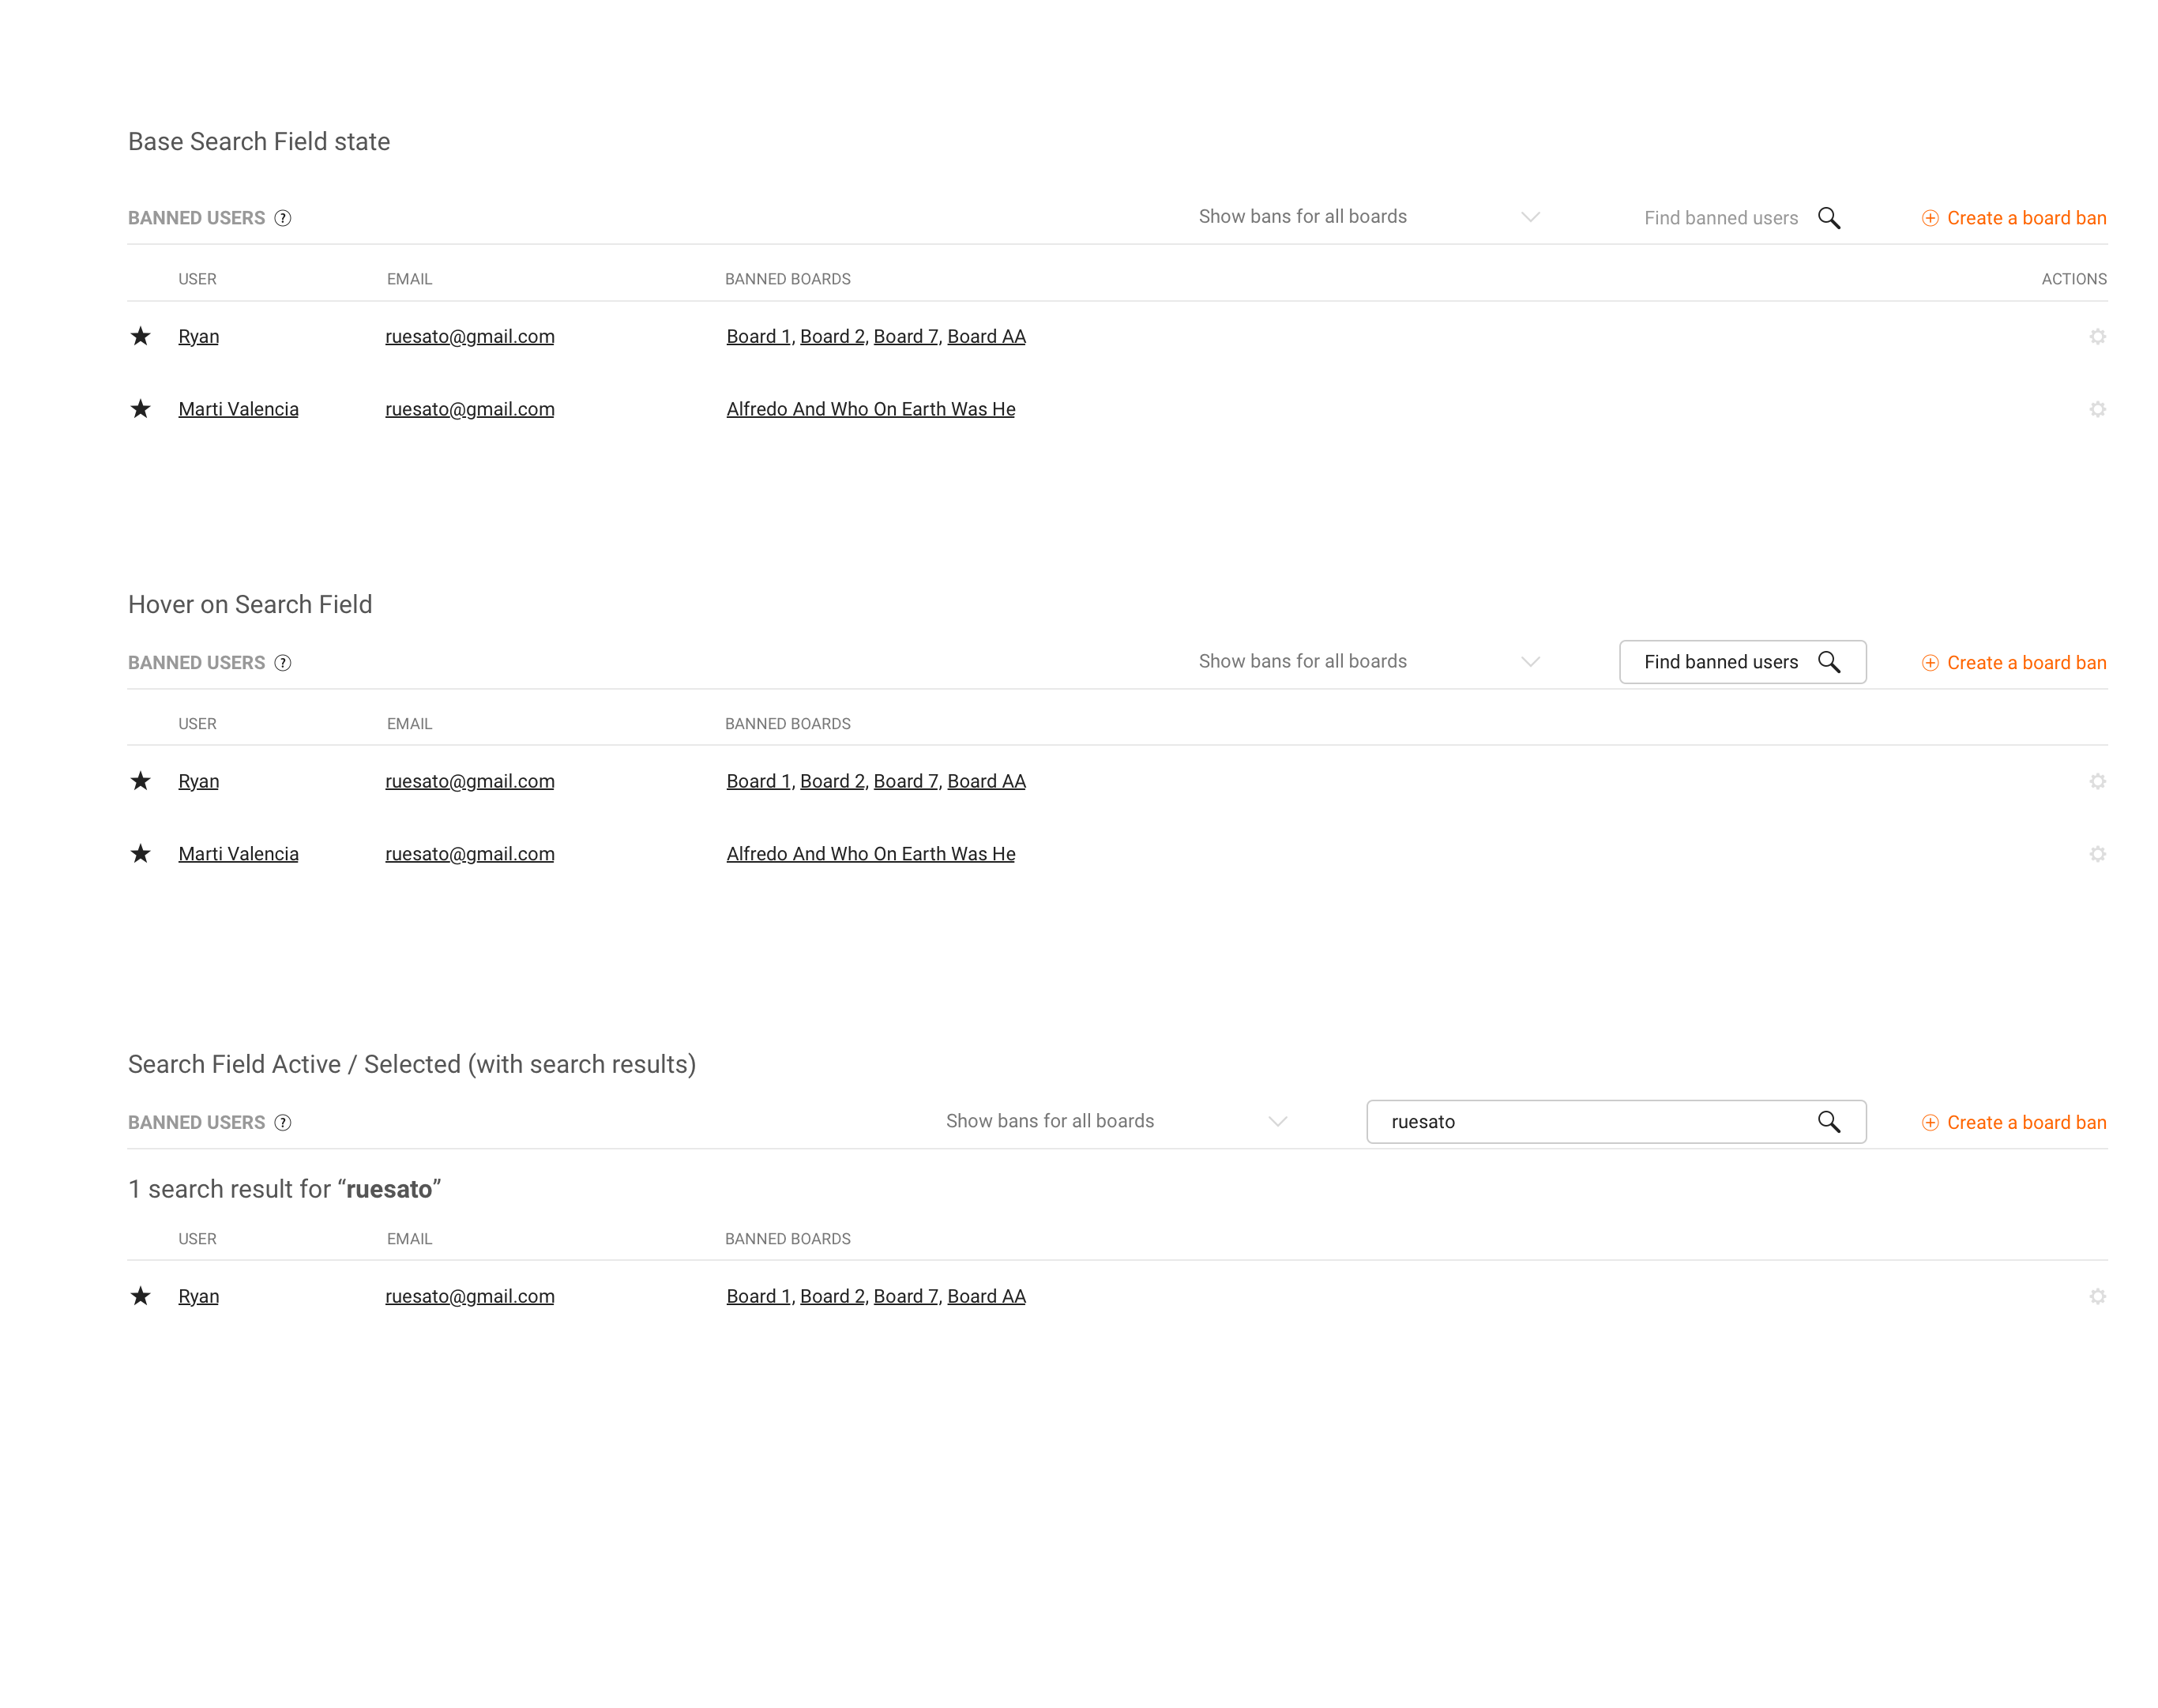 Base Search Field state
BANNED USERS ? Show bans for all boards Find banned users Create a board ban
USER EMAIL BANNED BOARDS ACTIONS
Ryan ruesato@gmail.com Board 1, Board 2, Board 7, Board AA
Marti Valencia ruesato@gmail.com Alfredo And Who On Earth Was He
Hover on Search Field
BANNED USERS ? Show bans for all boards Find banned users Create a board ban
USER EMAIL BANNED BOARDS
Ryan ruesato@gmail.com Board 1, Board 2, Board 7, Board AA
Marti Valencia ruesato@gmail.com Alfredo And Who On Earth Was He
Search Field Active / Selected (with search results)
BANNED USERS ? Show bans for all boards ruesato Create a board ban
1 search result for “ruesato”
USER EMAIL BANNED BOARDS
Ryan ruesato@gmail.com Board 1, Board 2, Board 7, Board AA